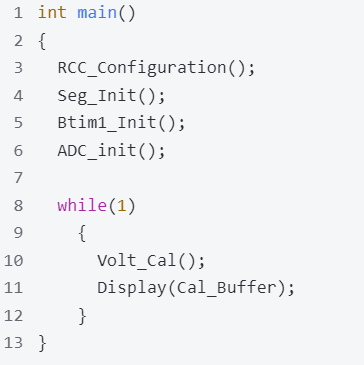 1 int main()
2 {
3   RCC_Configuration();
4   Seg_Init();
5   Btim1_Init();
6   ADC_init();
7
8   while(1)
9     {
10       Volt_Cal();
11       Display(Cal_Buffer);
12     }
13 }